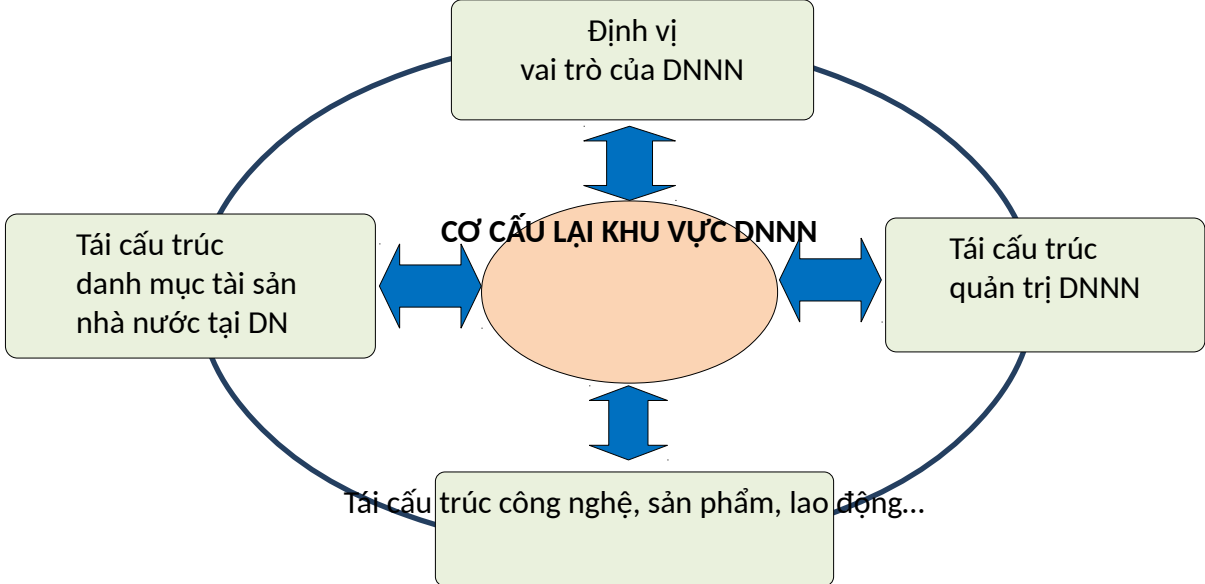 Định vị
vai trò của DNNN
CƠ CẤU LẠI KHU VỰC DNNN
Tái cấu trúc
danh mục tài sản
nhà nước tại DN
Tái cấu trúc
quản trị DNNN
Tái cấu trúc công nghệ, sản phẩm, lao động...